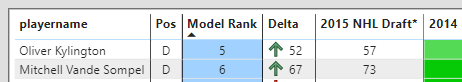 playername Pos Model Rank Delta 2015 NHL Draft* 2014
Oliver Kylington D 5 52 57
Mitchell Vande Sompel D 6 67 73